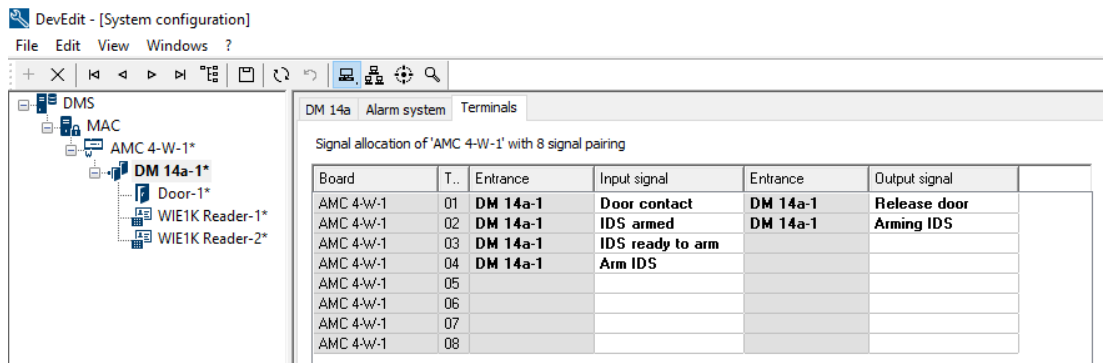 DevEdit - [System configuration]
File Edit View Windows ?
DMS
MAC
AMC 4-W-1*
DM 14a-1*
Door-1*
WIE1K Reader-1*
WIE1K Reader-2*
DM 14a Alarm system Terminals
Signal allocation of 'AMC 4-W-1' with 8 signal pairing
Board T.. Entrance Input signal Entrance Output signal
AMC 4-W-1 01 DM 14a-1 Door contact DM 14a-1 Release door
AMC 4-W-1 02 DM 14a-1 IDS armed DM 14a-1 Arming IDS
AMC 4-W-1 03 DM 14a-1 IDS ready to arm
AMC 4-W-1 04 DM 14a-1 Arm IDS
AMC 4-W-1 05
AMC 4-W-1 06
AMC 4-W-1 07
AMC 4-W-1 08